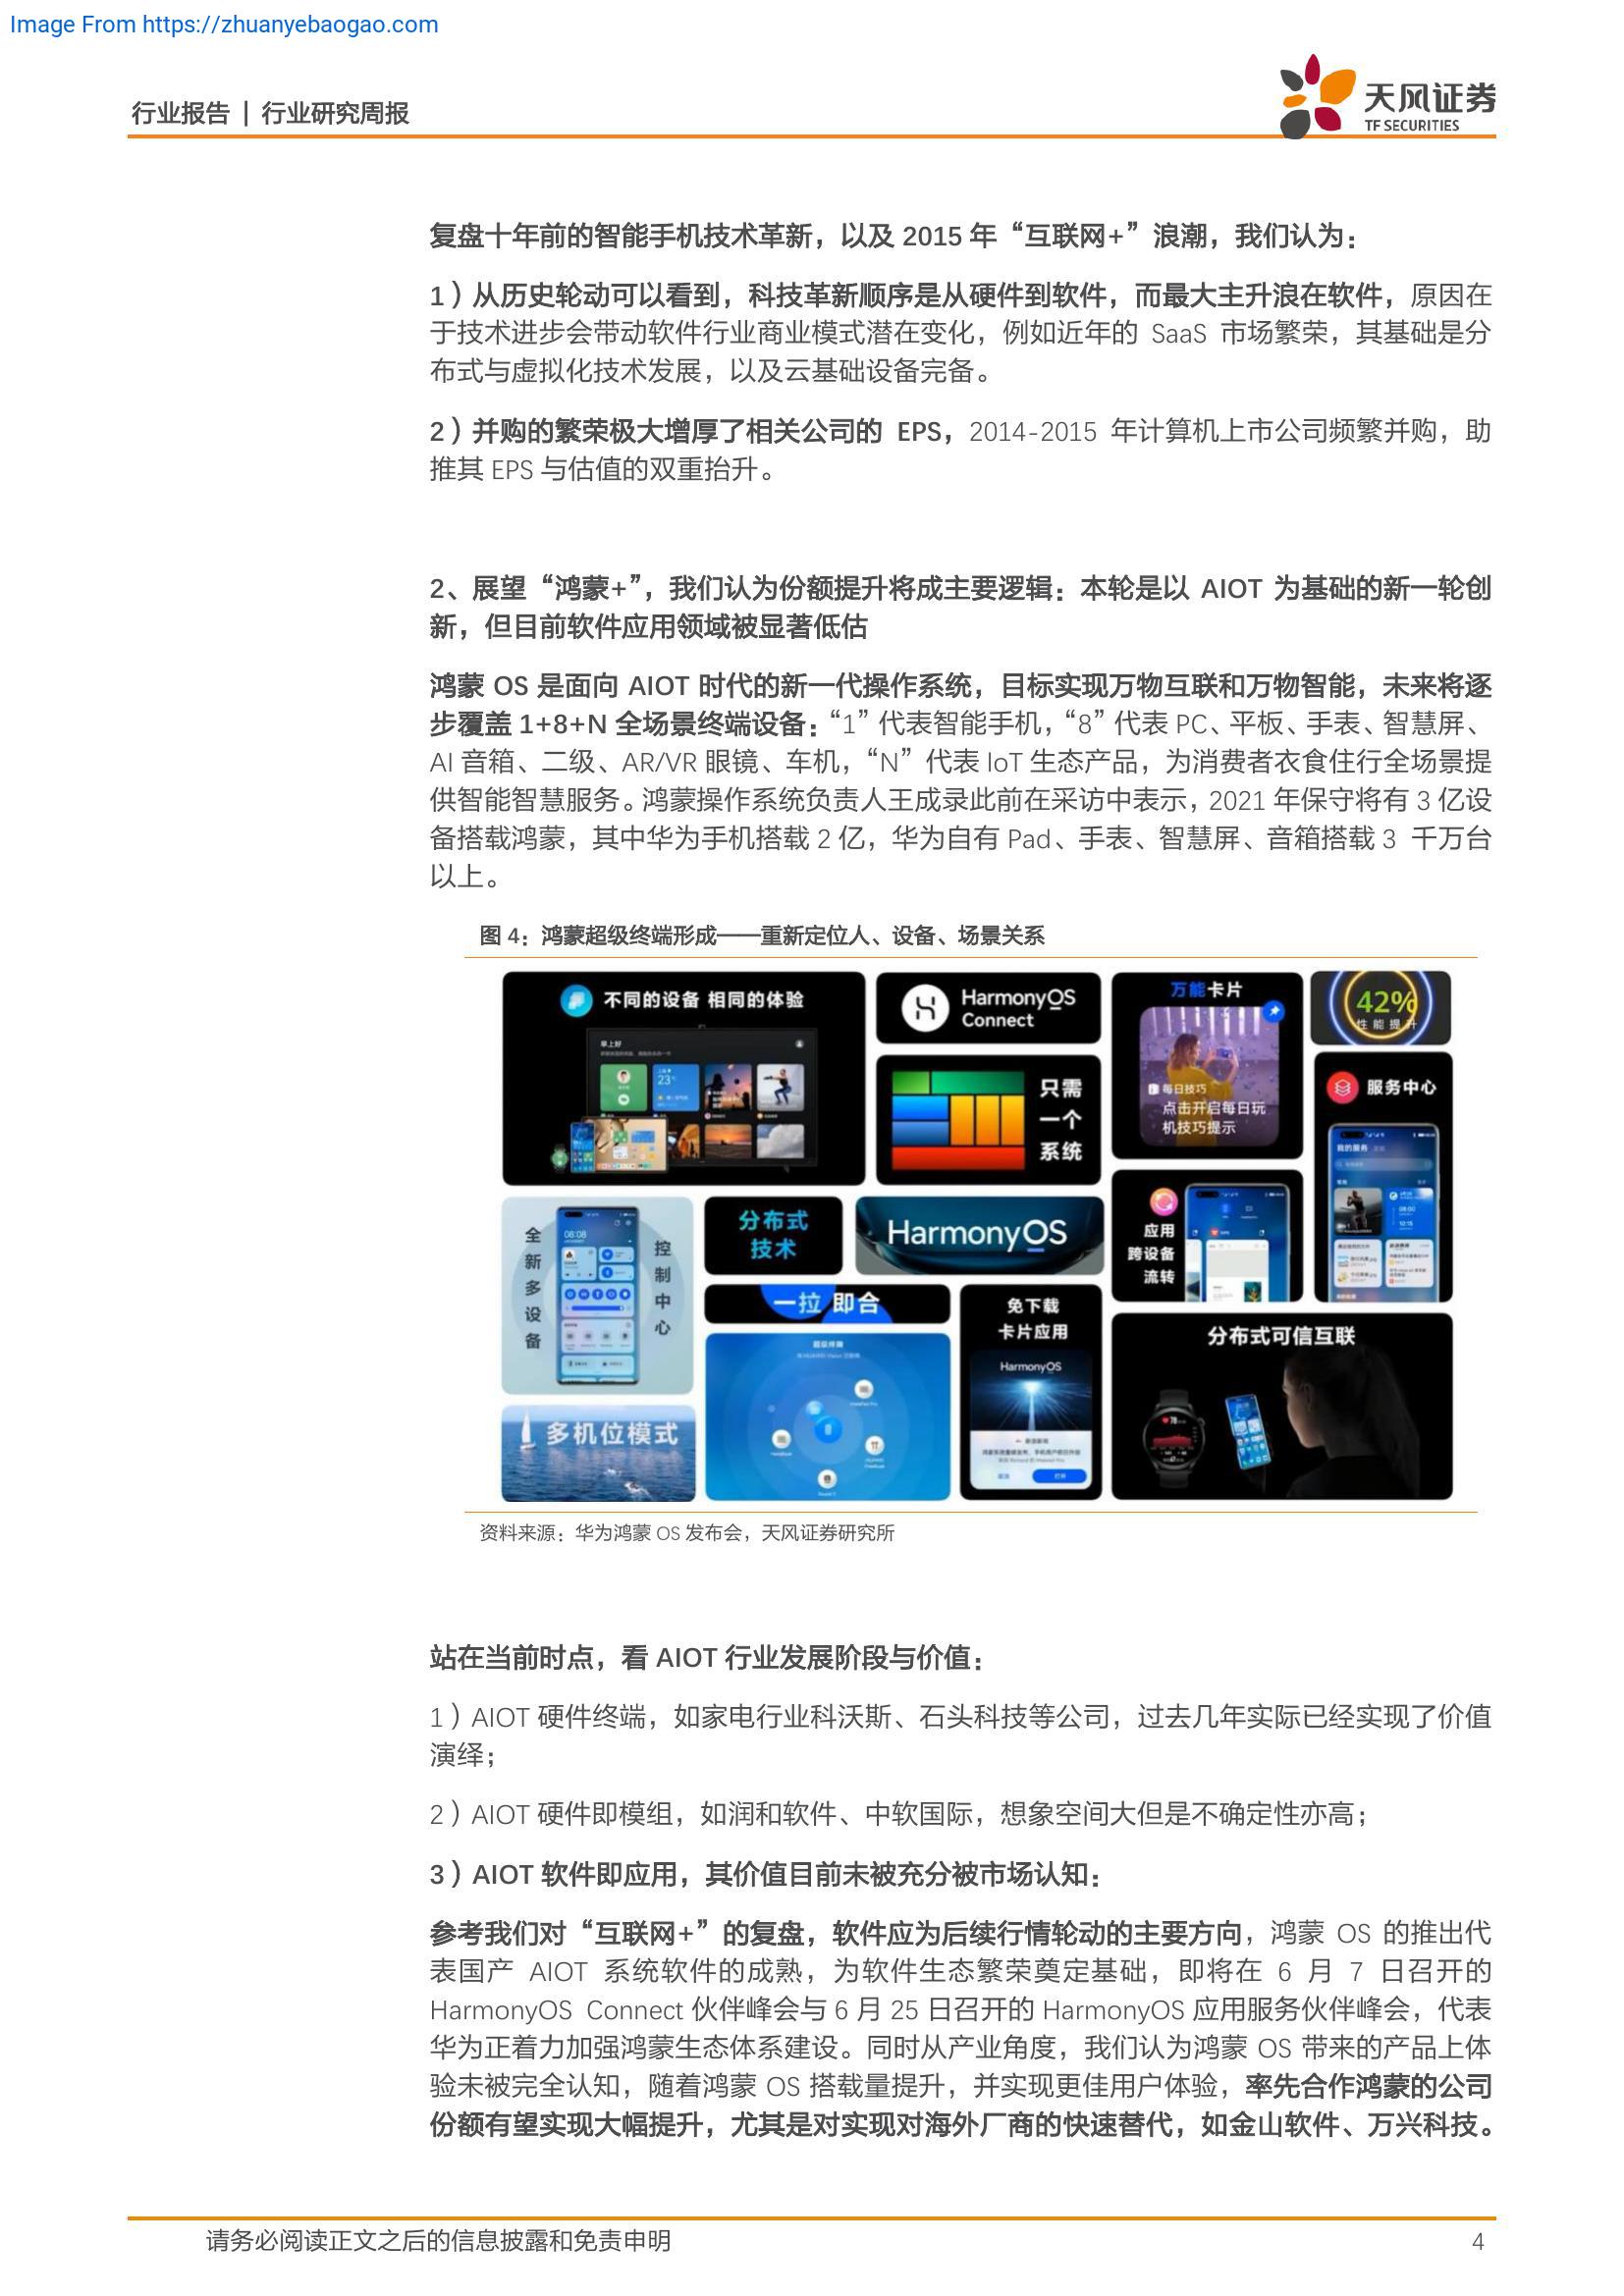 Image From https://zhuanyebaogao.com
行业报告 | 行业研究周报
天风证券
TF SECURITIES
复盘十年前的智能手机技术革新，以及 2015 年“互联网+”浪潮，我们认为：
1）从历史轮动可以看到，科技革新顺序是从硬件到软件，而最大主升浪在软件，原因在
于技术进步会带动软件行业商业模式潜在变化，例如近年的 SaaS 市场繁荣，其基础是分
布式与虚拟化技术发展，以及云基础设备完备。
2）并购的繁荣极大增厚了相关公司的 EPS，2014-2015 年计算机上市公司频繁并购，助
推其 EPS 与估值的双重抬升。
2、展望“鸿蒙+”，我们认为份额提升将成主要逻辑：本轮是以 AIOT 为基础的新一轮创
新，但目前软件应用领域被显著低估
鸿蒙 OS 是面向 AIOT 时代的新一代操作系统，目标实现万物互联和万物智能，未来将逐
步覆盖 1+8+N 全场景终端设备：“1”代表智能手机，“8”代表 PC、平板、手表、智慧屏、
AI 音箱、二级、AR/VR 眼镜、车机，“N”代表 IoT 生态产品，为消费者衣食住行全场景提
供智能智慧服务。鸿蒙操作系统负责人王成录此前在采访中表示，2021 年保守将有 3 亿设
备搭载鸿蒙，其中华为手机搭载 2 亿，华为自有 Pad、手表、智慧屏、音箱搭载 3 千万台
以上。
图 4：鸿蒙超级终端形成——重新定位人、设备、场景关系
不同的设备 相同的体验
早上好
23°
HarmonyOS
Connect
只需
一个
系统
万能卡片
每日技巧
点击开启每日玩
机技巧提示
42%
性能提升
服务中心
我的服务
全新多设备
08:08
控制中心
分布式
技术
HarmonyOS
应用
跨设备
流转
一拉即合
超级终端
免下载
卡片应用
HarmonyOS
分布式可信互联
多机位模式
资料来源：华为鸿蒙 OS 发布会，天风证券研究所
站在当前时点，看 AIOT 行业发展阶段与价值：
1）AIOT 硬件终端，如家电行业科沃斯、石头科技等公司，过去几年实际已经实现了价值
演绎；
2）AIOT 硬件即模组，如润和软件、中软国际，想象空间大但是不确定性亦高；
3）AIOT 软件即应用，其价值目前未被充分被市场认知：
参考我们对“互联网+”的复盘，软件应为后续行情轮动的主要方向，鸿蒙 OS 的推出代
表国产 AIOT 系统软件的成熟，为软件生态繁荣奠定基础，即将在 6 月 7 日召开的
HarmonyOS Connect 伙伴峰会与 6 月 25 日召开的 HarmonyOS 应用服务伙伴峰会，代表
华为正着力加强鸿蒙生态体系建设。同时从产业角度，我们认为鸿蒙 OS 带来的产品上体
验未被完全认知，随着鸿蒙 OS 搭载量提升，并实现更佳用户体验，率先合作鸿蒙的公司
份额有望实现大幅提升，尤其是对实现对海外厂商的快速替代，如金山软件、万兴科技。
请务必阅读正文之后的信息披露和免责申明
4